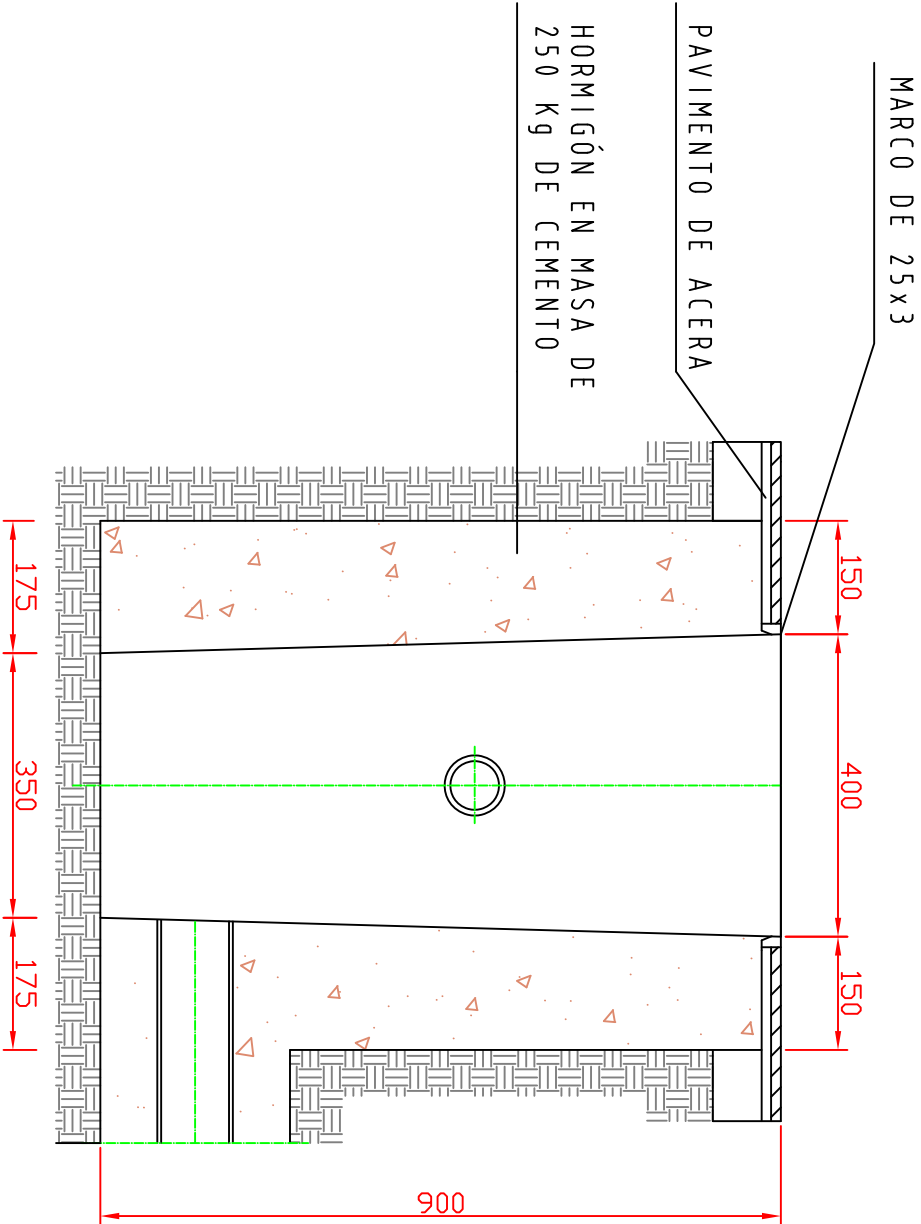 MARCO DE 25x3
PAVIMENTO DE ACERA
HORMIGÓN EN MASA DE
250 Kg DE CEMENTO
150
400
150
900
175
350
175